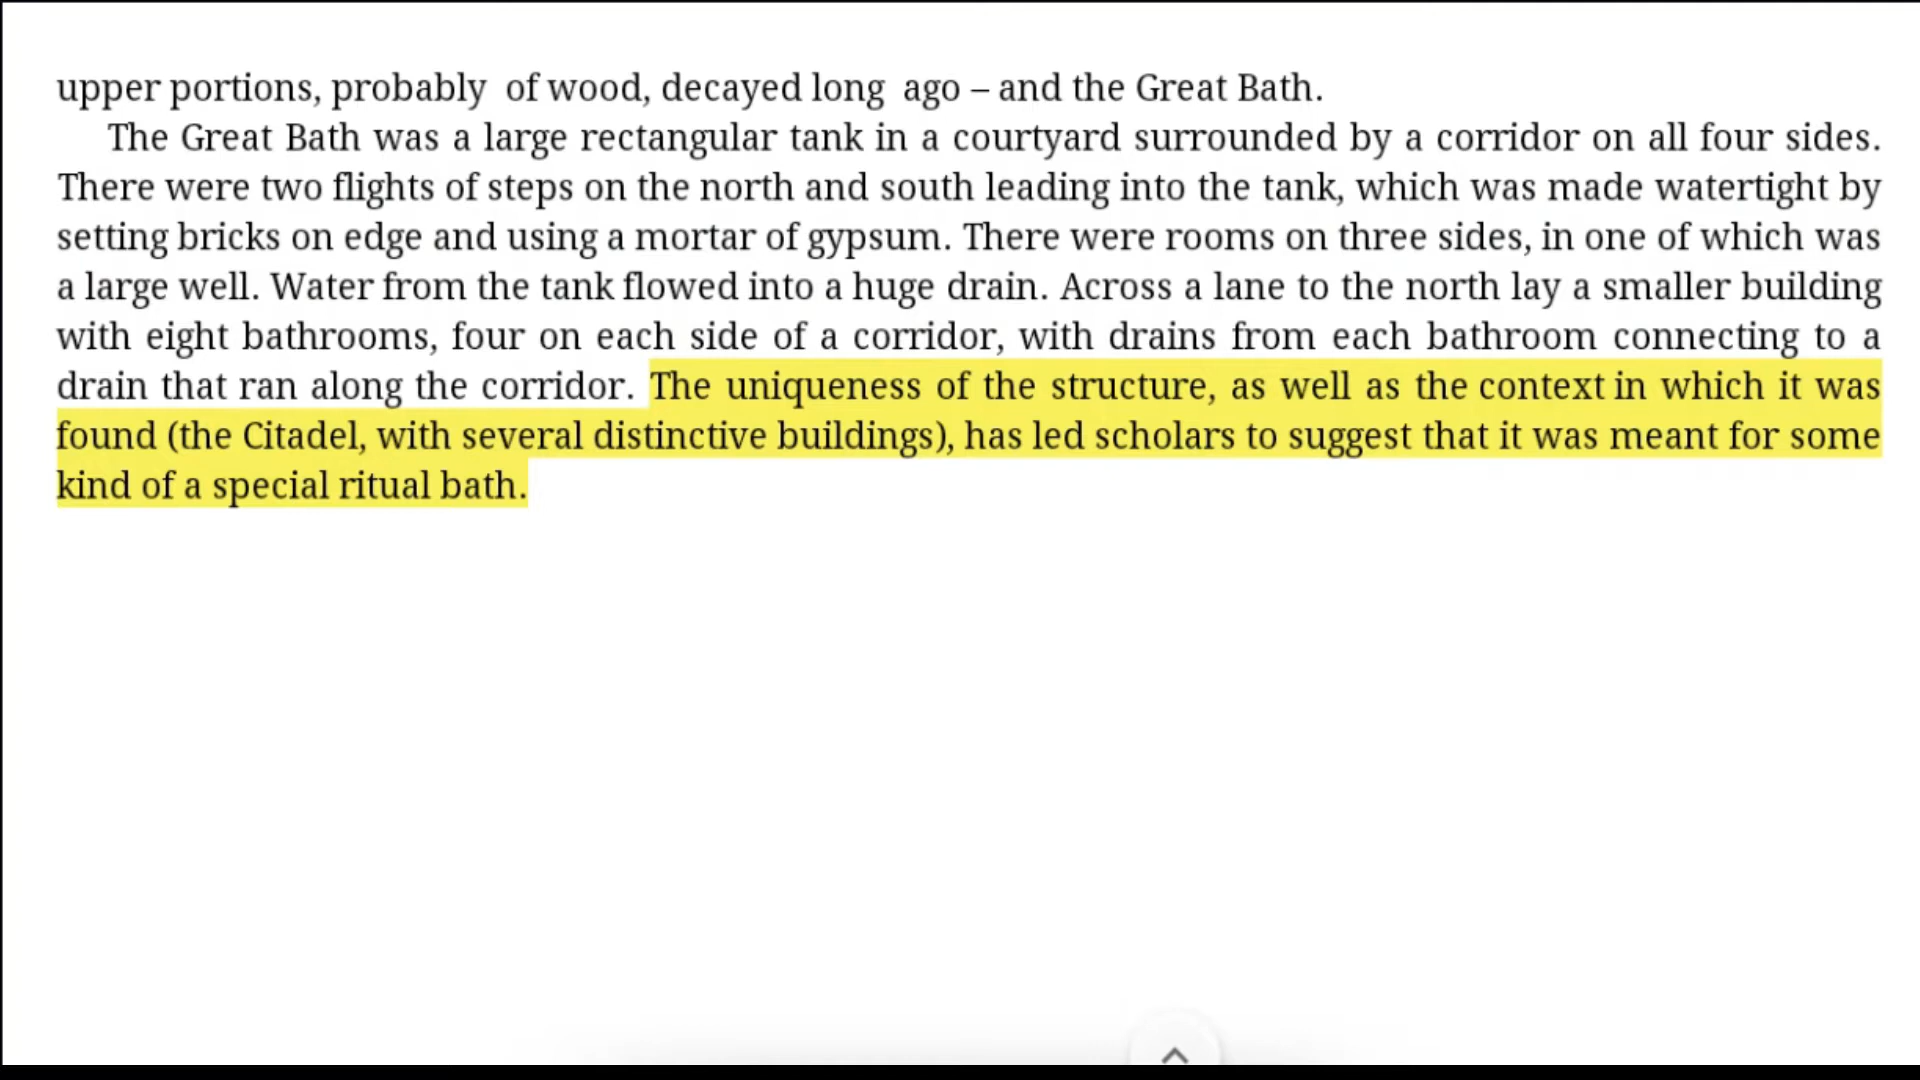 upper portions, probably of wood, decayed long ago – and the Great Bath.
The Great Bath was a large rectangular tank in a courtyard surrounded by a corridor on all four sides.
There were two flights of steps on the north and south leading into the tank, which was made watertight by
setting bricks on edge and using a mortar of gypsum. There were rooms on three sides, in one of which was
a large well. Water from the tank flowed into a huge drain. Across a lane to the north lay a smaller building
with eight bathrooms, four on each side of a corridor, with drains from each bathroom connecting to a
drain that ran along the corridor. The uniqueness of the structure, as well as the context in which it was
found (the Citadel, with several distinctive buildings), has led scholars to suggest that it was meant for some
kind of a special ritual bath.